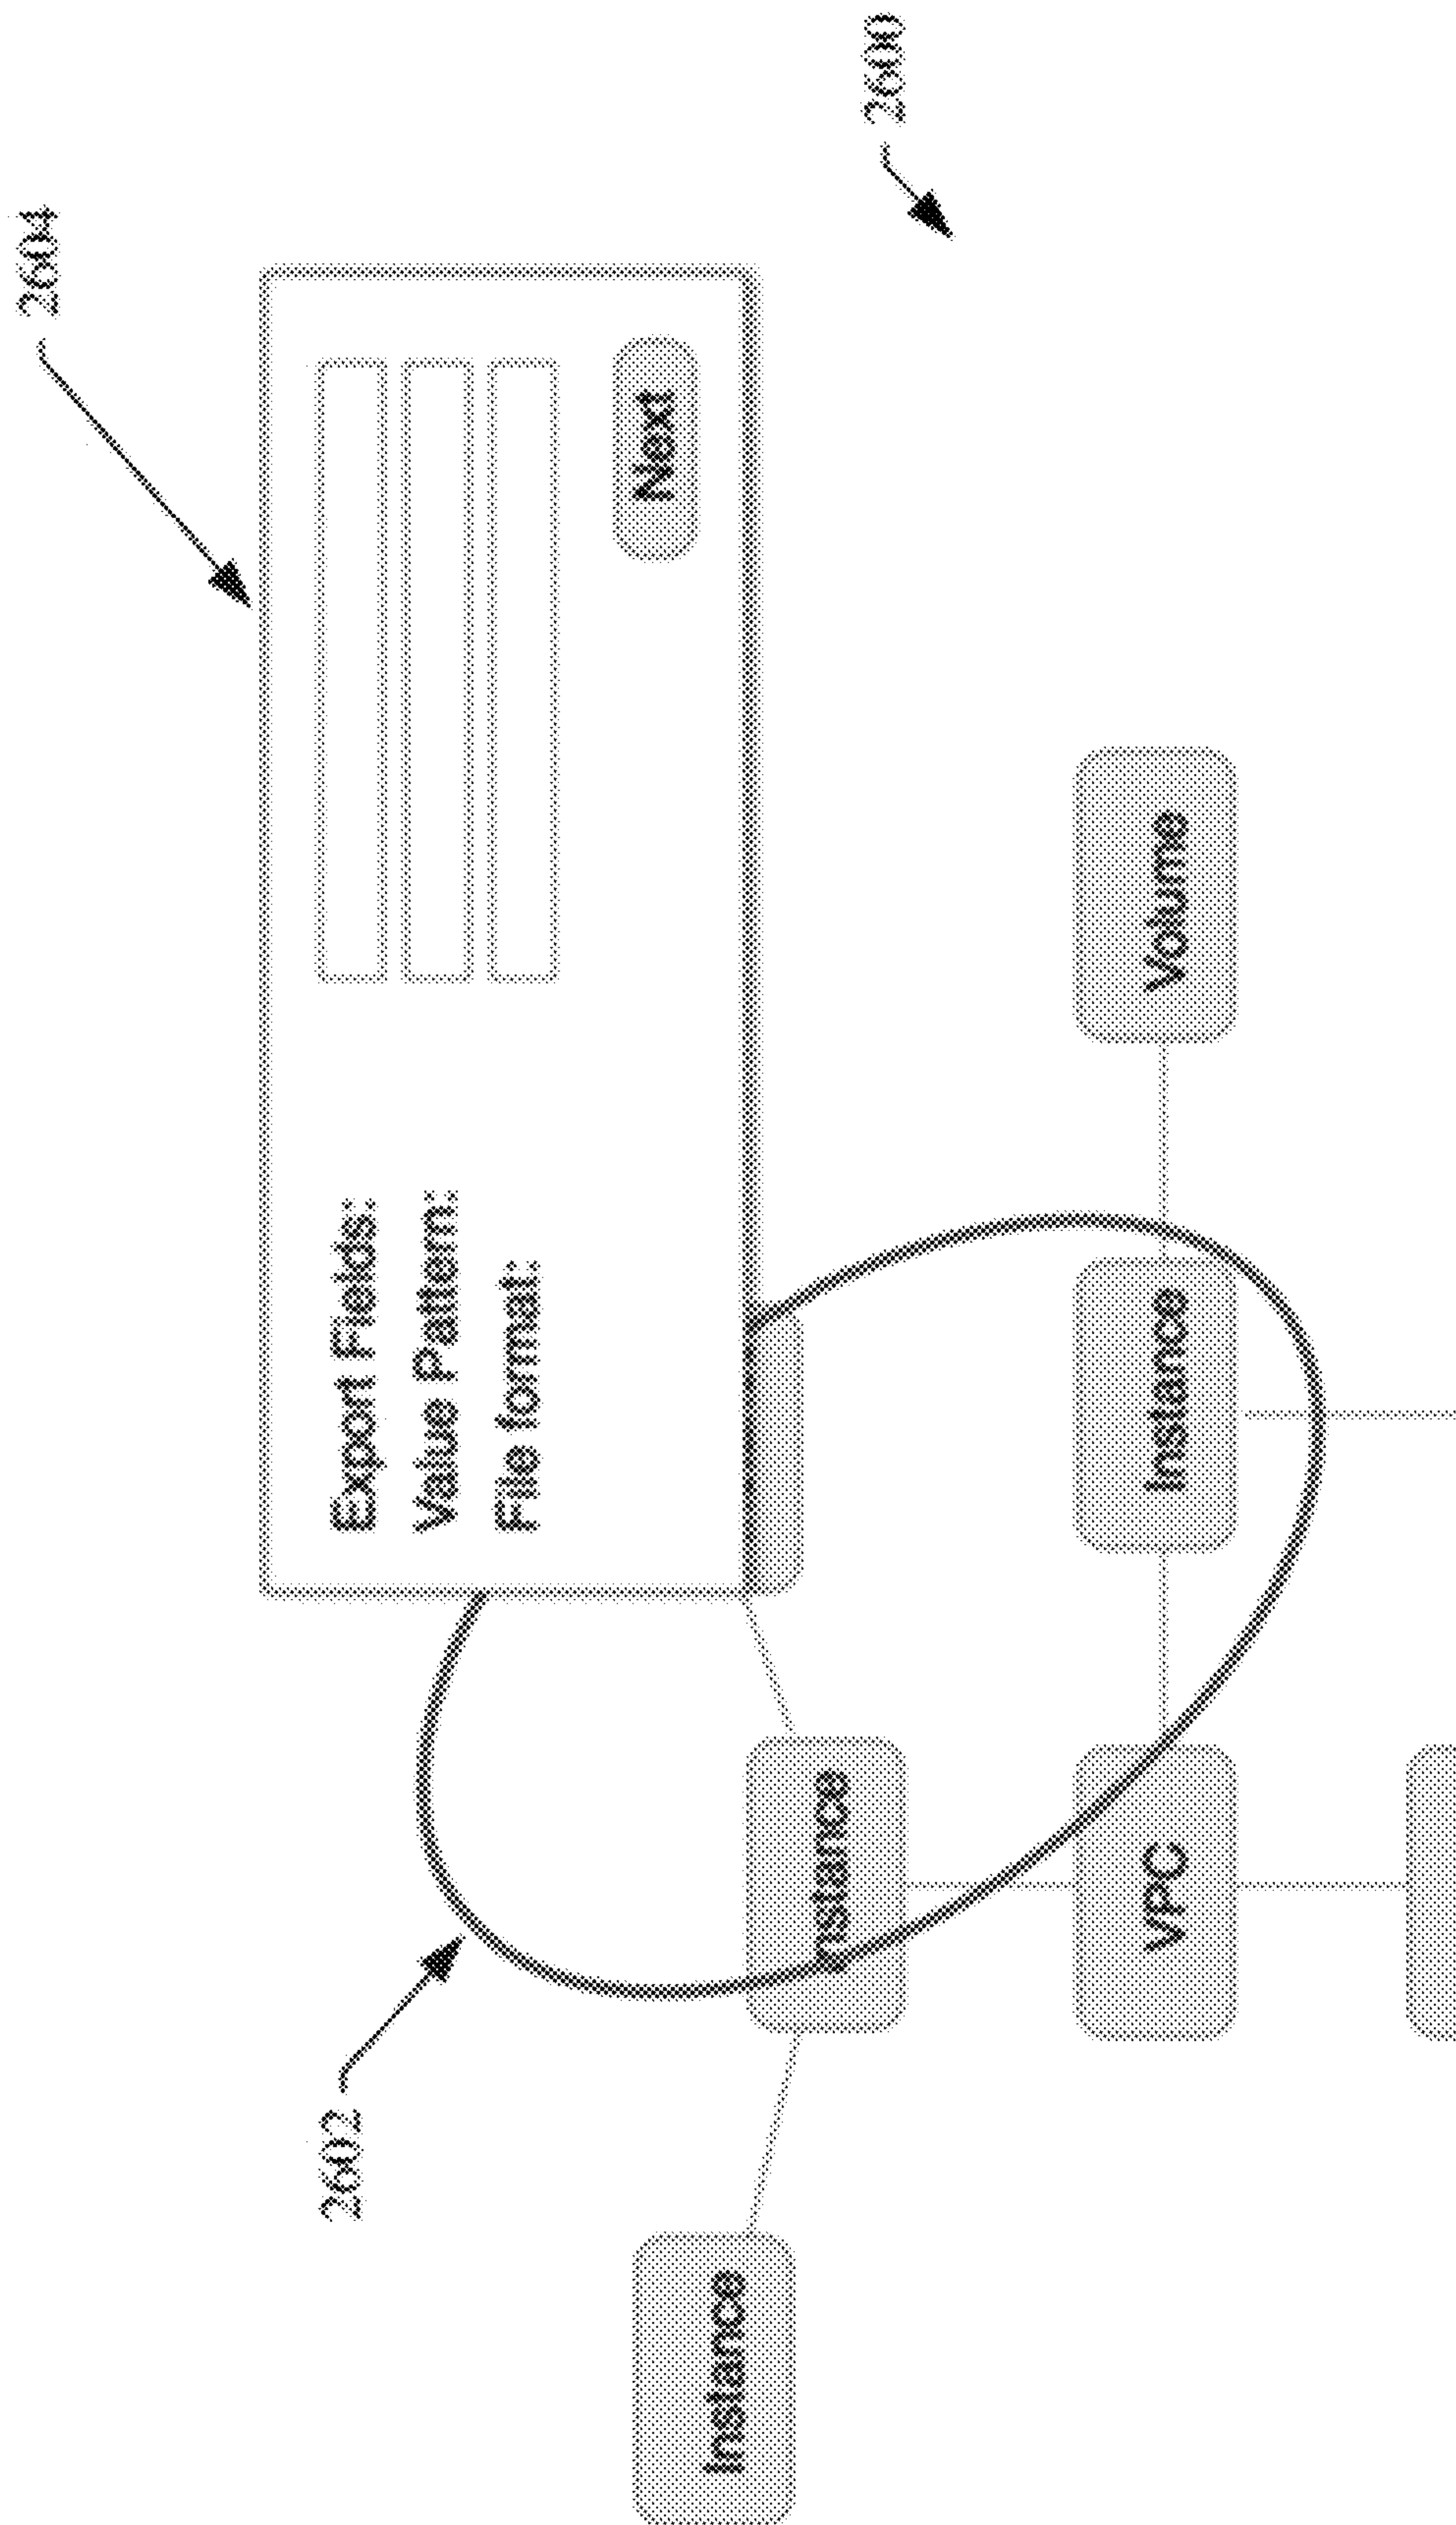 2604
2602
Export Fields:
Value Pattern:
File format:
Next
Instance
Instance
2600
VPC
Instance
Volume